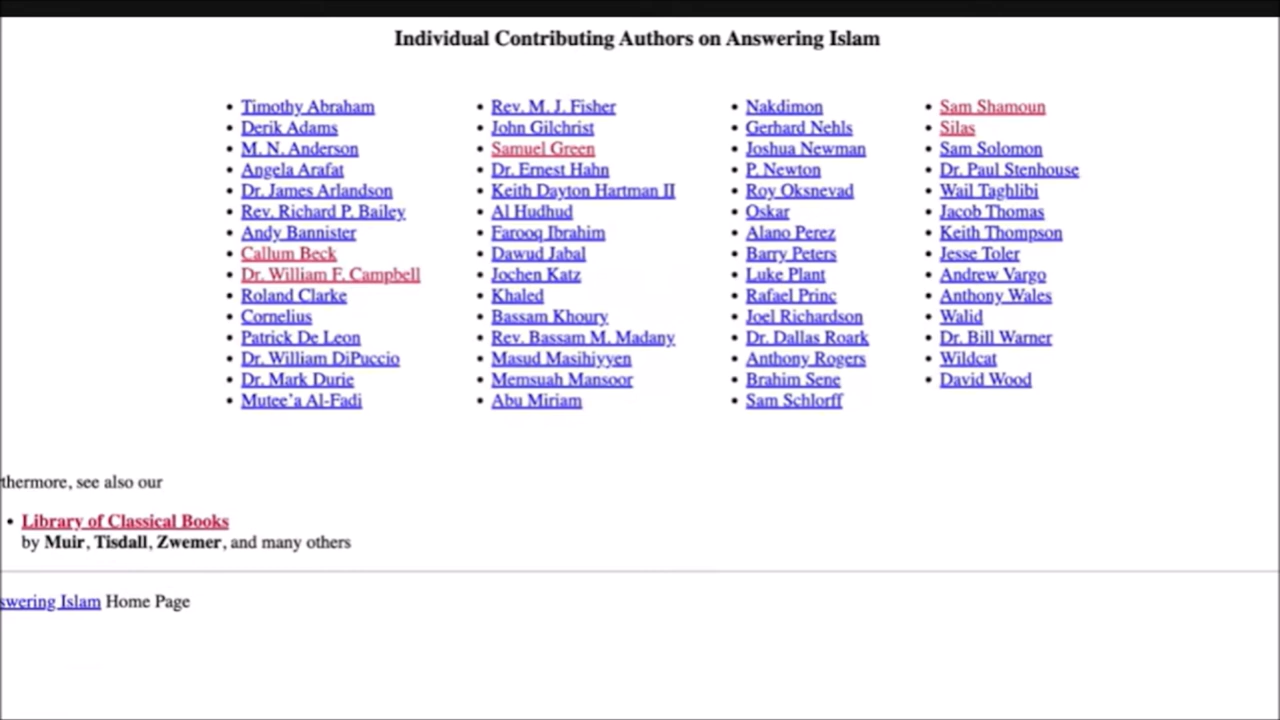 Individual Contributing Authors on Answering Islam
Timothy Abraham
Derik Adams
M. N. Anderson
Angela Arafat
Dr. James Arlandson
Rev. Richard P. Bailey
Andy Bannister
Callum Beck
Dr. William F. Campbell
Roland Clarke
Cornelius
Patrick De Leon
Dr. William DiPuccio
Dr. Mark Durie
Mutee'a Al-Fadi
Rev. M. J. Fisher
John Gilchrist
Samuel Green
Dr. Ernest Hahn
Keith Dayton Hartman II
Al Hudhud
Farooq Ibrahim
Dawud Jabal
Jochen Katz
Khaled
Bassam Khoury
Rev. Bassam M. Madany
Masud Masihiyyen
Memsuah Mansoor
Abu Miriam
Nakdimon
Gerhard Nehls
Joshua Newman
P. Newton
Roy Oksnevad
Oskar
Alano Perez
Barry Peters
Luke Plant
Rafael Princ
Joel Richardson
Dr. Dallas Roark
Anthony Rogers
Brahim Sene
Sam Schlorff
Sam Shamoun
Silas
Sam Solomon
Dr. Paul Stenhouse
Wail Taghlibi
Jacob Thomas
Keith Thompson
Jesse Toler
Andrew Vargo
Anthony Wales
Walid
Dr. Bill Warner
Wildcat
David Wood
thermore, see also our
Library of Classical Books
by Muir, Tisdall, Zwemer, and many others
swering Islam Home Page